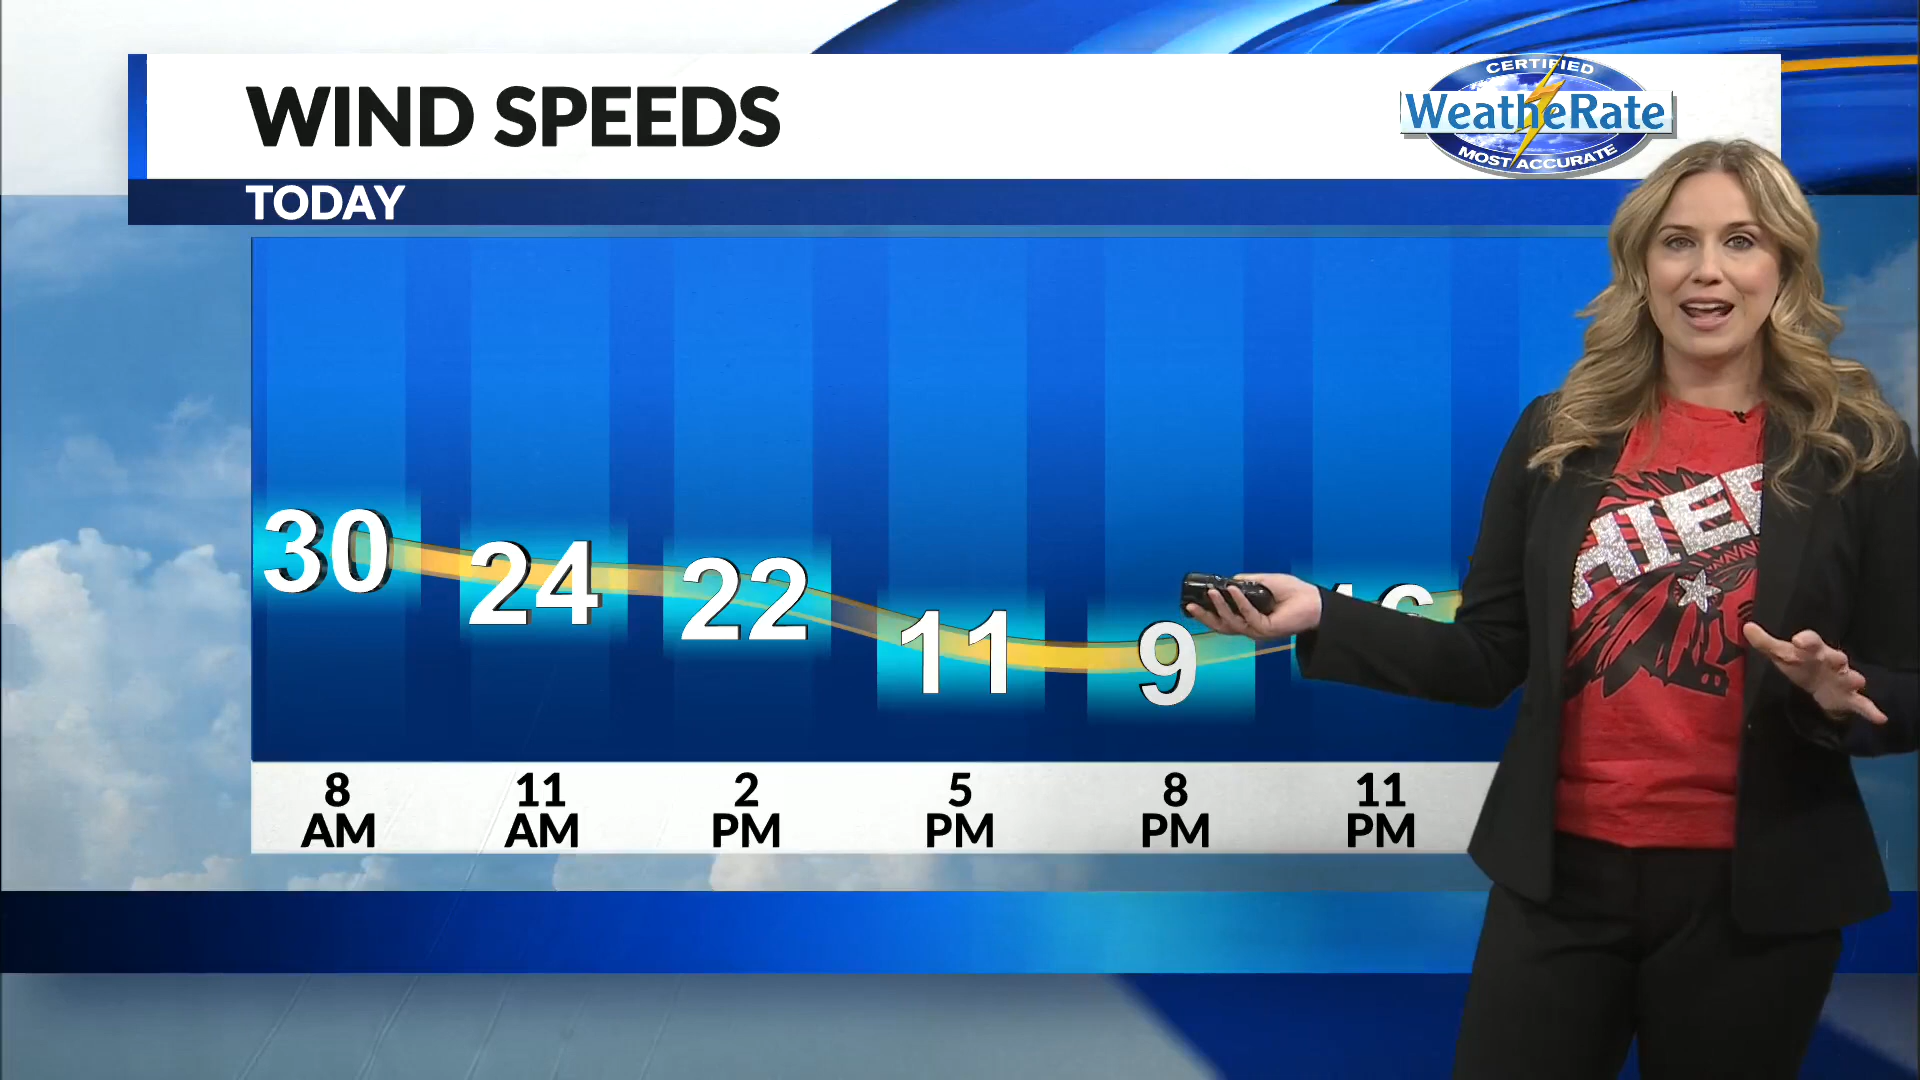 CERTIFIED
WeatheRate
MOST ACCURATE
WIND SPEEDS
TODAY
30
24
22
11
9
8 AM
11 AM
2 PM
5 PM
8 PM
11 PM
HIEF